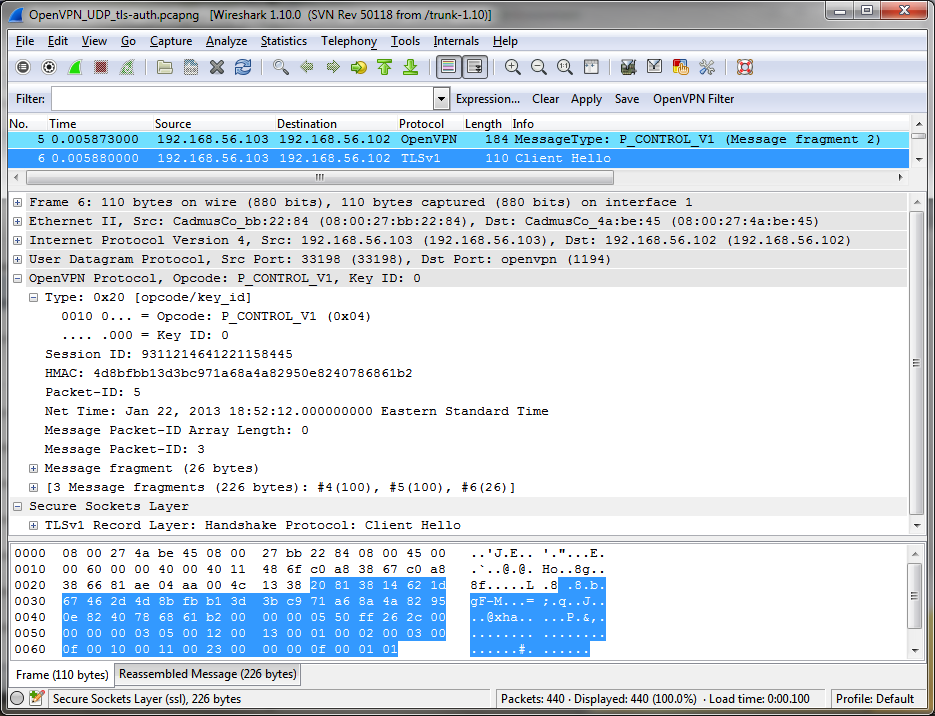 OpenVPN_UDP_tls-auth.pcapng [Wireshark 1.10.0 (SVN Rev 50118 from /trunk-1.10)]
File Edit View Go Capture Analyze Statistics Telephony Tools Internals Help
Filter: Expression... Clear Apply Save OpenVPN Filter
No. Time Source Destination Protocol Length Info
5 0.005873000 192.168.56.103 192.168.56.102 OpenVPN 184 MessageType: P_CONTROL_V1 (Message fragment 2)
6 0.005880000 192.168.56.103 192.168.56.102 TLSv1 110 Client Hello
Frame 6: 110 bytes on wire (880 bits), 110 bytes captured (880 bits) on interface 1
Ethernet II, Src: CadmusCo_bb:22:84 (08:00:27:bb:22:84), Dst: CadmusCo_4a:be:45 (08:00:27:4a:be:45)
Internet Protocol Version 4, Src: 192.168.56.103 (192.168.56.103), Dst: 192.168.56.102 (192.168.56.102)
User Datagram Protocol, Src Port: 33198 (33198), Dst Port: openvpn (1194)
OpenVPN Protocol, Opcode: P_CONTROL_V1, Key ID: 0
Type: 0x20 [opcode/key_id]
0010 0... = Opcode: P_CONTROL_V1 (0x04)
.... .000 = Key ID: 0
Session ID: 9311214641221158445
HMAC: 4d8bfbb13d3bc971a68a4a82950e8240786861b2
Packet-ID: 5
Net Time: Jan 22, 2013 18:52:12.000000000 Eastern Standard Time
Message Packet-ID Array Length: 0
Message Packet-ID: 3
Message fragment (26 bytes)
[3 Message fragments (226 bytes): #4(100), #5(100), #6(26)]
Secure Sockets Layer
TLSv1 Record Layer: Handshake Protocol: Client Hello
0000 08 00 27 4a be 45 08 00 27 bb 22 84 08 00 45 00 ..'J.E.. '."...E.
0010 00 60 00 00 40 00 40 11 48 6f c0 a8 38 67 c0 a8 .`..@.@. Ho..8g..
0020 38 66 81 ae 04 aa 00 4c 13 38 20 81 38 14 62 1d 8f.....L .8 .8.b.
0030 67 46 2d 4d 8b fb b1 3d 3b c9 71 a6 8a 4a 82 95 gF-M...= ;.q..J..
0040 0e 82 40 78 68 61 b2 00 00 00 05 50 ff 26 2c 00 ..@xha.. ...P.&,.
0050 00 00 00 03 05 00 12 00 13 00 01 00 02 00 03 00 ........ ........
0060 0f 00 10 00 11 00 23 00 00 00 0f 00 01 01 ......#. ......
Frame (110 bytes) Reassembled Message (226 bytes)
Secure Sockets Layer (ssl), 226 bytes Packets: 440 · Displayed: 440 (100.0%) · Load time: 0:00.100 Profile: Default